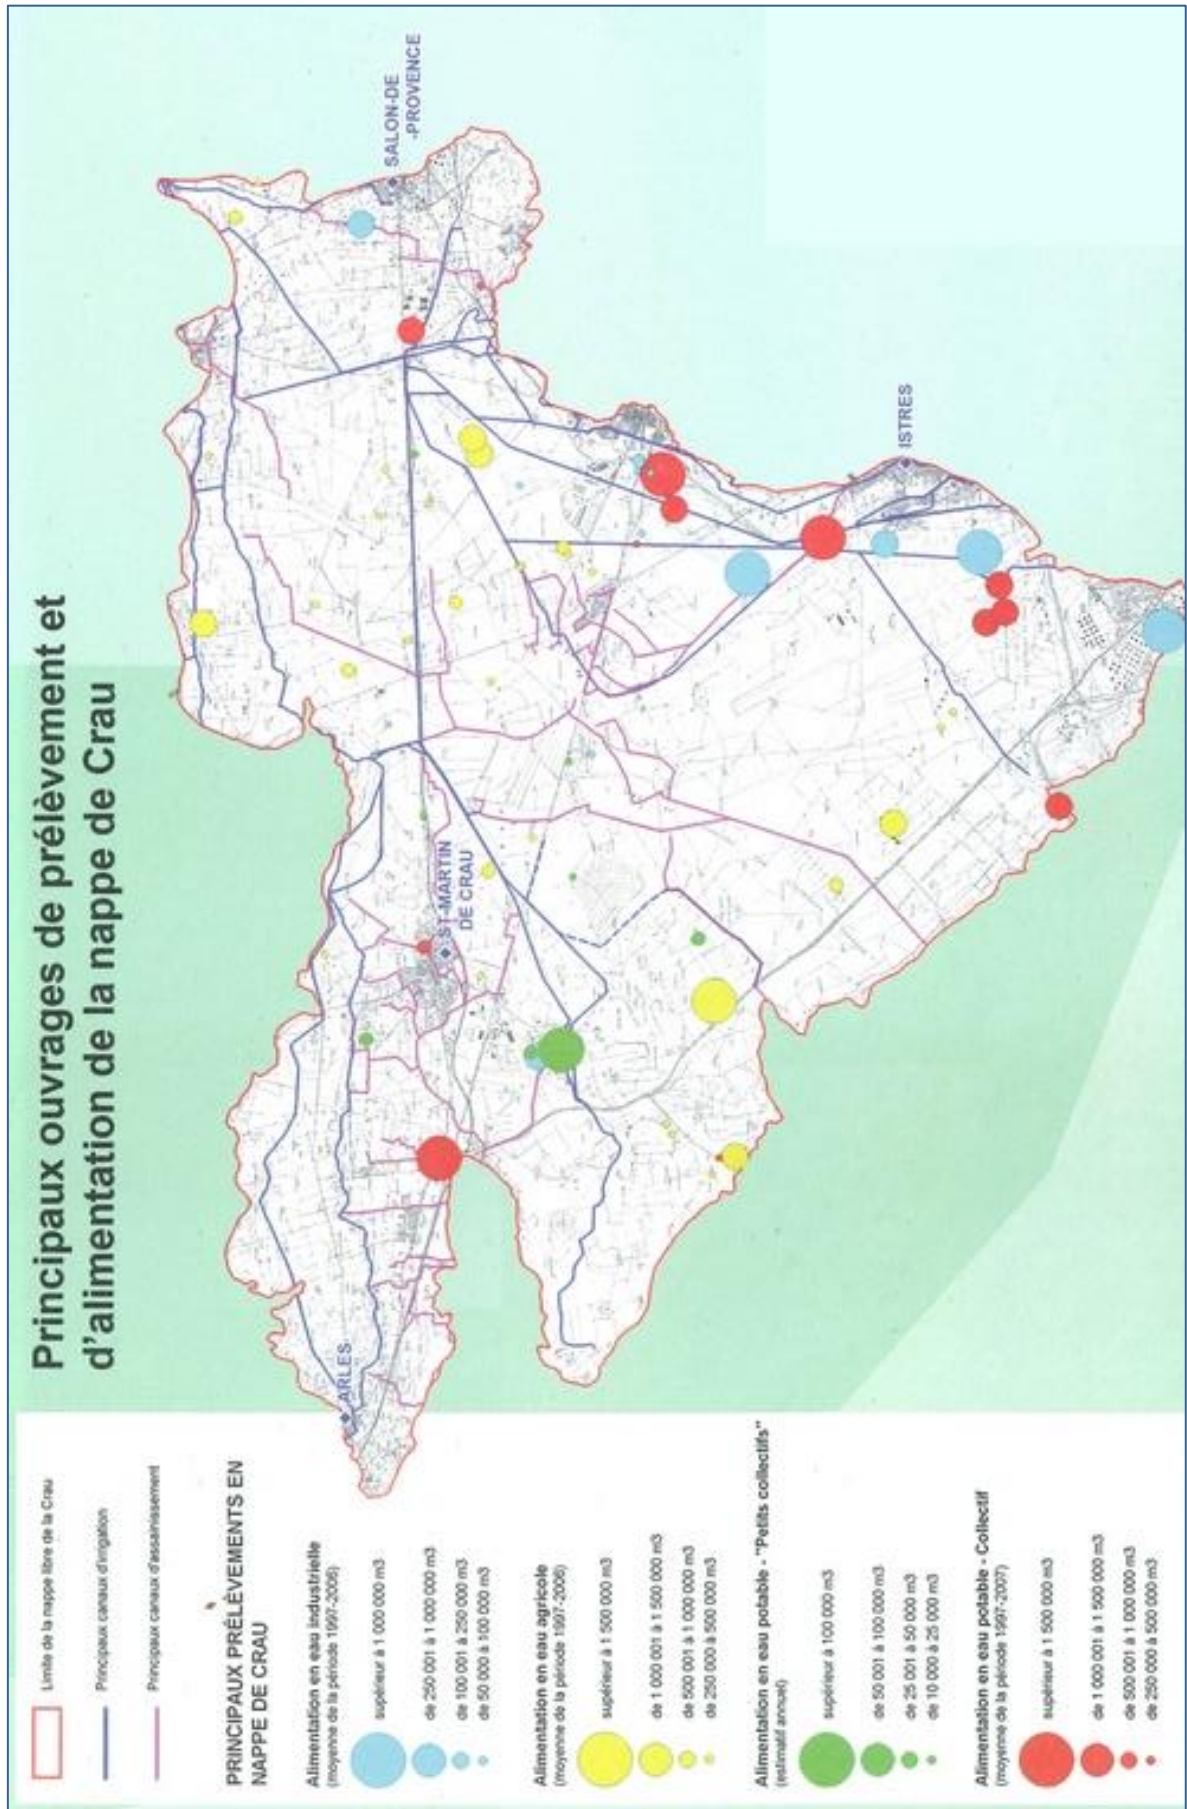 Principaux ouvrages de prélèvement et
d'alimentation de la nappe de Crau
SALON-DE
-PROVENCE
ISTRES
ST-MARTIN
DE CRAU
ARLES
Limite de la nappe libre de la Crau
Principaux canaux d'irrigation
Principaux canaux d'assainissement
PRINCIPAUX PRÉLÈVEMENTS EN
NAPPE DE CRAU
Alimentation en eau industrielle
(moyenne de la période 1997-2006)
supérieur à 1 000 000 m3
de 250 001 à 1 000 000 m3
de 100 001 à 250 000 m3
de 50 000 à 100 000 m3
Alimentation en eau agricole
(moyenne de la période 1997-2006)
supérieur à 1 500 000 m3
de 1 000 001 à 1 500 000 m3
de 500 001 à 1 000 000 m3
de 250 000 à 500 000 m3
Alimentation en eau potable - "Petits collectifs"
(estimatif annuel)
supérieur à 100 000 m3
de 50 001 à 100 000 m3
de 25 001 à 50 000 m3
de 10 000 à 25 000 m3
Alimentation en eau potable - Collectif
(moyenne de la période 1997-2007)
supérieur à 1 500 000 m3
de 1 000 001 à 1 500 000 m3
de 500 001 à 1 000 000 m3
de 250 000 à 500 000 m3